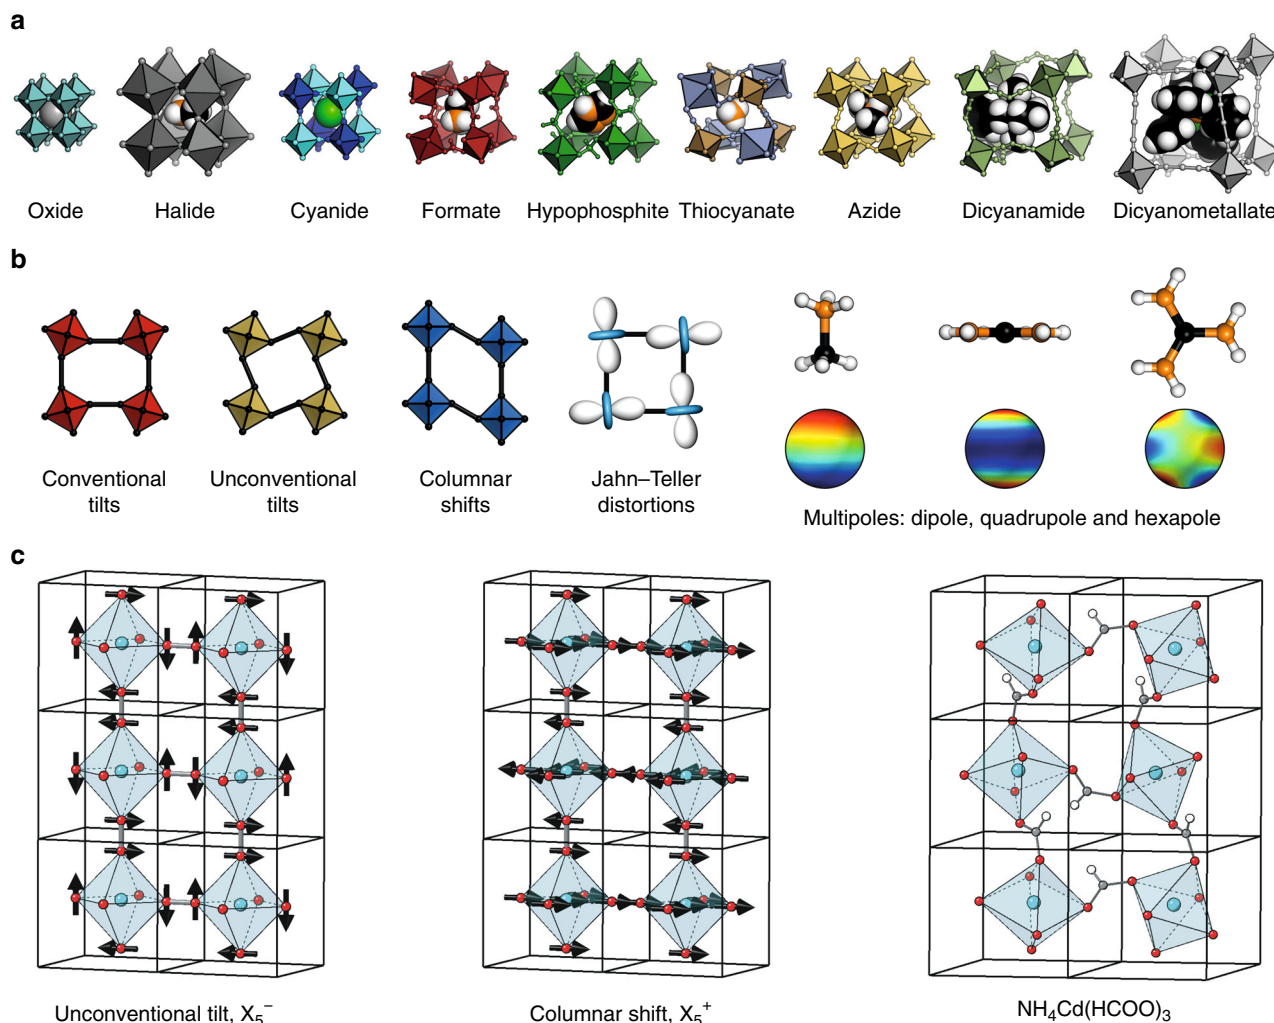 a
Oxide Halide Cyanide Formate Hypophosphite Thiocyanate Azide Dicyanamide Dicyanometallate
b
Conventional tilts
Unconventional tilts
Columnar shifts
Jahn–Teller distortions
Multipoles: dipole, quadrupole and hexapole
c
Unconventional tilt, X₅⁻
Columnar shift, X₅⁺
NH₄Cd(HCOO)₃